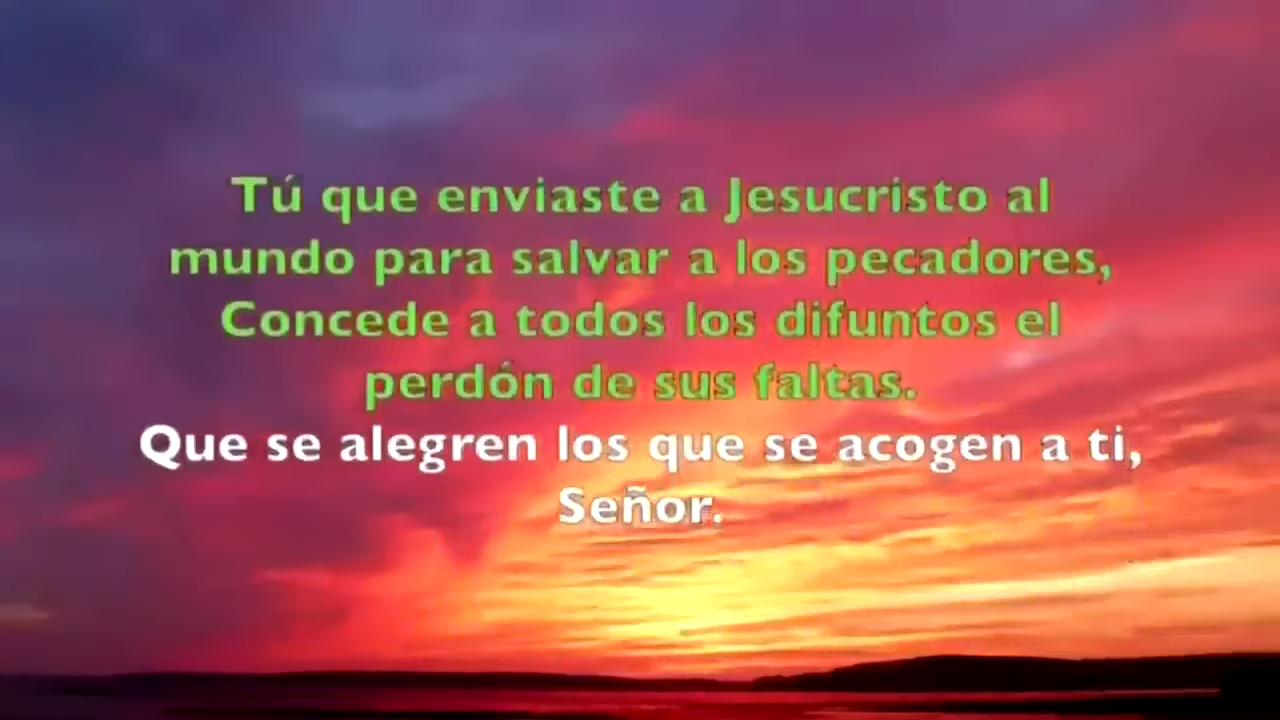 Tú que enviaste a Jesucristo al
mundo para salvar a los pecadores,
Concede a todos los difuntos el
perdón de sus faltas.
Que se alegren los que se acogen a ti,
Señor.